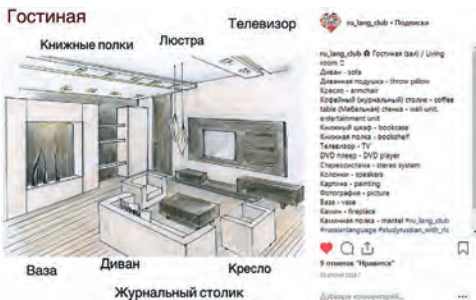 Гостиная
Телевизор
Люстра
Книжные полки
Ваза
Диван
Кресло
Журнальный столик
ru_lang_club • Подписки
ru_lang_club Гостиная (зал) / Living
room
Диван - sofa
Диванная подушка - throw pillow
Кресло - armchair
Кофейный (журнальный) столик - coffee
table (Мебельная) стенка - wall unit,
entertainment unit
Книжный шкаф - bookcase
Книжная полка - bookshelf
Телевизор - TV
DVD плеер - DVD player
Стереосистема - stereo system
Колонки - speakers
Картина - painting
Фотография - picture
Ваза - vase
Камин - fireplace
Каминная полка - mantel #ru_lang_club
#russianlanguage #studyrussian_with_rlc
9 отметок "Нравится"
Добавьте комментарий...